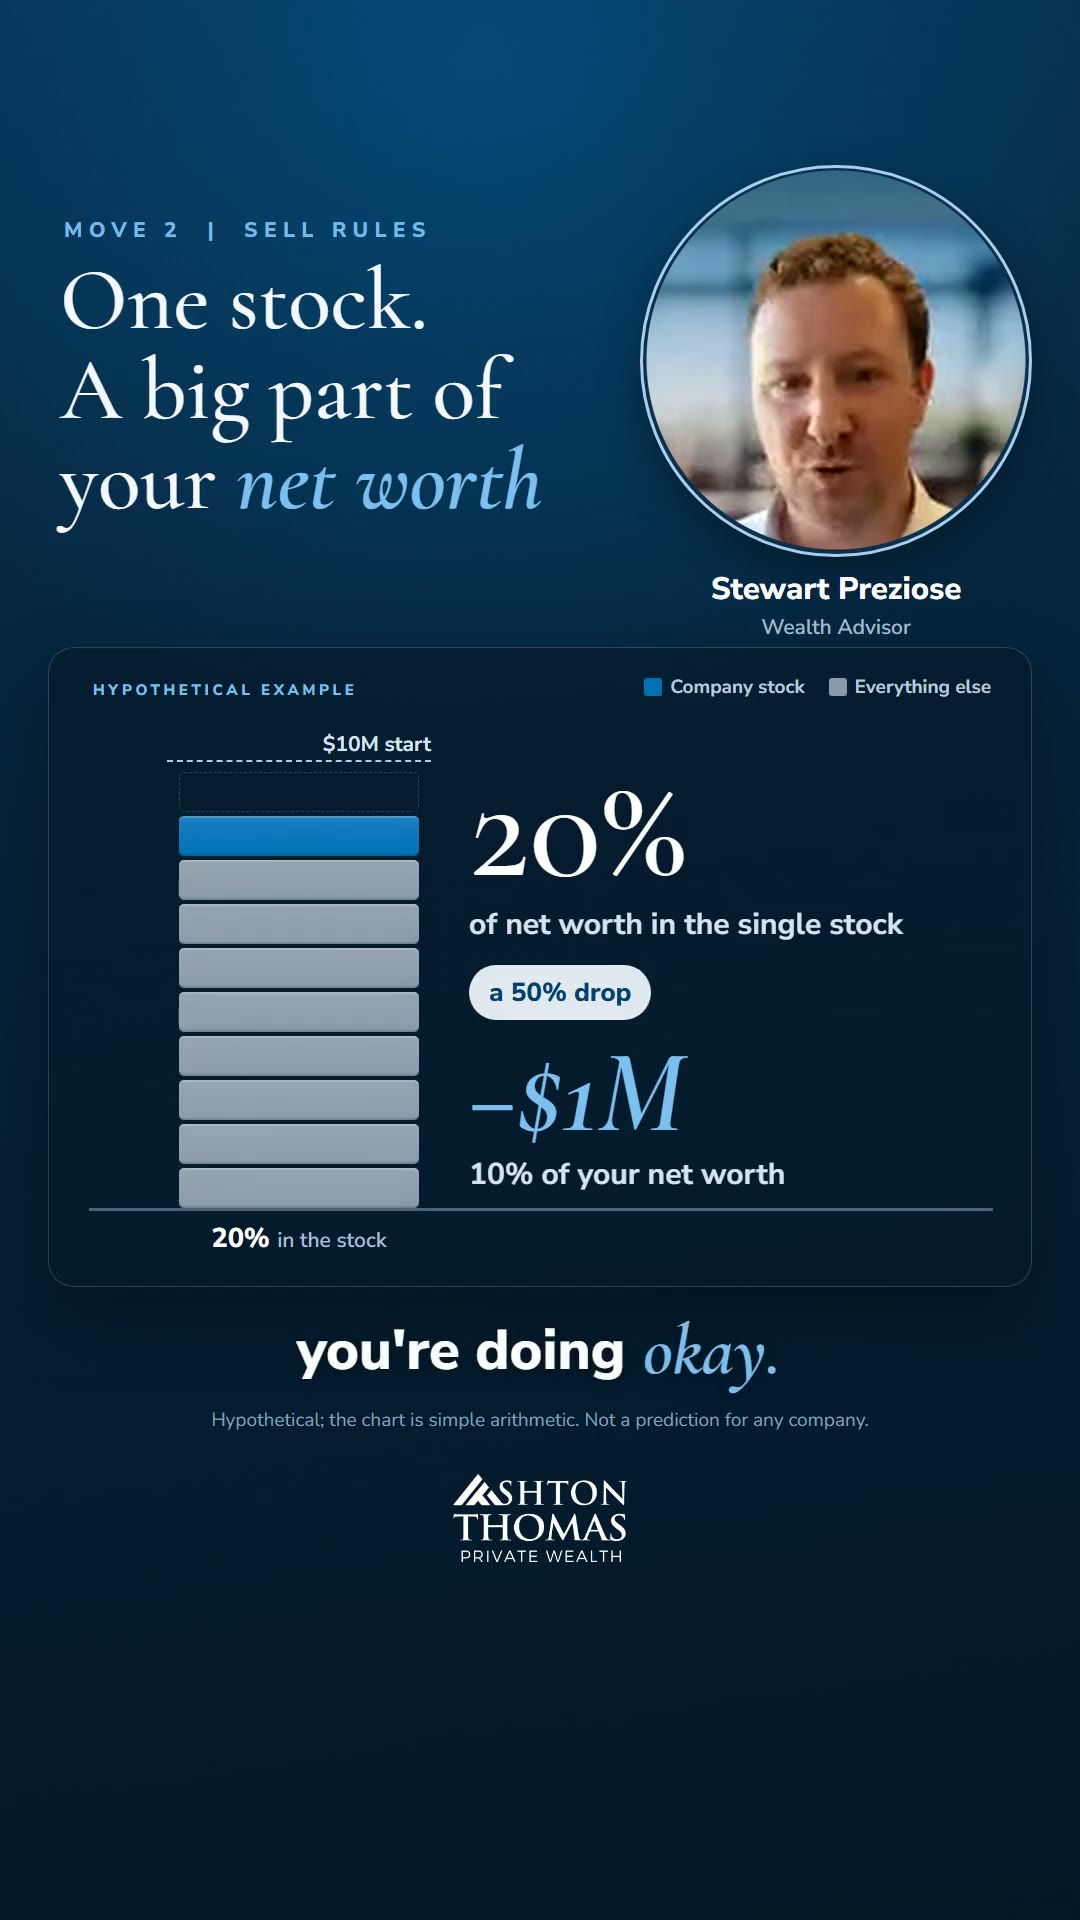 MOVE 2 | SELL RULES
One stock.
A big part of
your net worth
Stewart Preziose
Wealth Advisor
HYPOTHETICAL EXAMPLE
Company stock
Everything else
$10M start
20%
of net worth in the single stock
a 50% drop
–$1M
10% of your net worth
20% in the stock
you're doing okay.
Hypothetical; the chart is simple arithmetic. Not a prediction for any company.
ASHTON
THOMAS
PRIVATE WEALTH